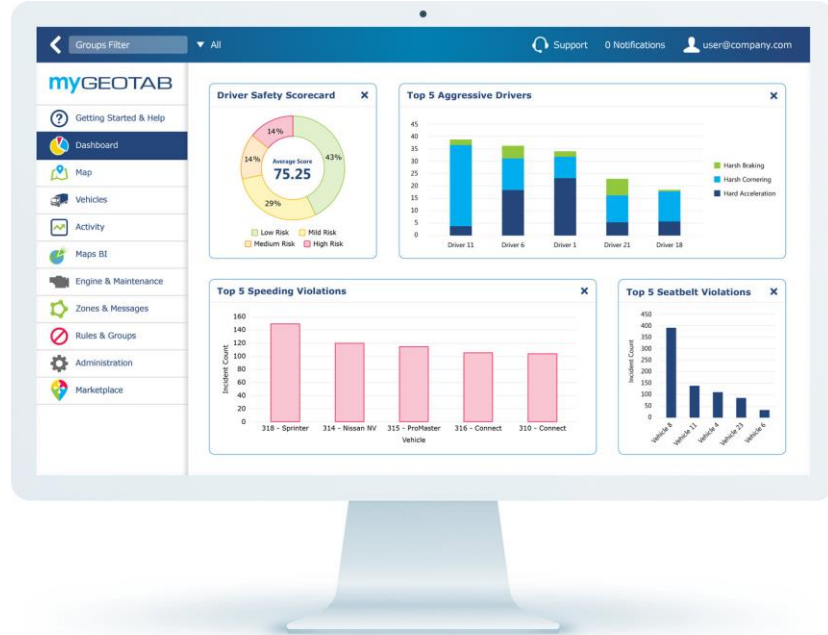 Groups Filter
All
Support
0 Notifications
user@company.com
myGEOTAB
Getting Started & Help
Dashboard
Map
Vehicles
Activity
Maps BI
Engine & Maintenance
Zones & Messages
Rules & Groups
Administration
Marketplace
Driver Safety Scorecard
14%
14%
43%
29%
Average Score
75.25
Low Risk
Mild Risk
Medium Risk
High Risk
Top 5 Aggressive Drivers
45
40
35
30
25
20
15
10
5
0
Driver 11
Driver 6
Driver 1
Driver 21
Driver 18
Harsh Braking
Harsh Cornering
Hard Acceleration
Top 5 Speeding Violations
Incident Count
160
140
120
100
80
60
40
20
0
318 - Sprinter
314 - Nissan NV
315 - ProMaster
316 - Connect
310 - Connect
Vehicle
Top 5 Seatbelt Violations
Incident Count
450
400
350
300
250
200
150
100
50
0
Vehicle 8
Vehicle 11
Vehicle 4
Vehicle 23
Vehicle 6